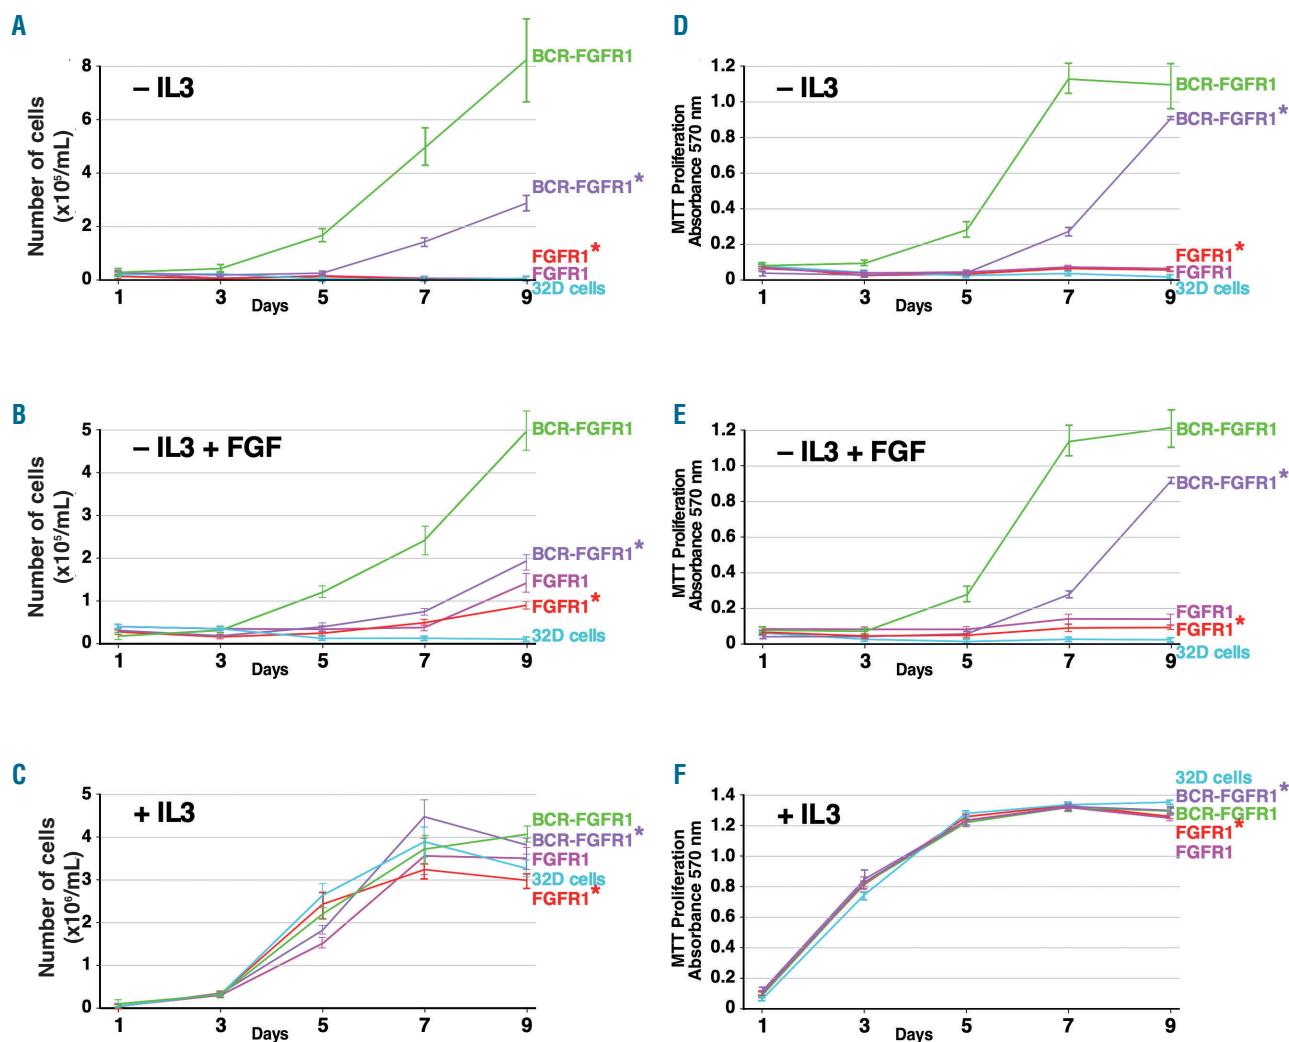 A
– IL3
Number of cells
(x10⁵/mL)
8
6
4
2
0
1 3 5 7 9
Days
BCR-FGFR1
BCR-FGFR1*
FGFR1*
FGFR1
32D cells
D
– IL3
MTT Proliferation
Absorbance 570 nm
1.2
1.0
0.8
0.6
0.4
0.2
0
1 3 5 7 9
Days
BCR-FGFR1
BCR-FGFR1*
FGFR1*
FGFR1
32D cells
B
– IL3 + FGF
Number of cells
(x10⁵/mL)
5
4
5
2
1
0
1 3 5 7 9
Days
BCR-FGFR1
BCR-FGFR1*
FGFR1
FGFR1*
32D cells
E
– IL3 + FGF
MTT Proliferation
Absorbance 570 nm
1.2
1.0
0.8
0.6
0.4
0.2
0
1 3 5 7 9
Days
BCR-FGFR1
BCR-FGFR1*
FGFR1
FGFR1*
32D cells
C
+ IL3
Number of cells
(x10⁶/mL)
5
4
3
2
1
0
1 3 5 7 9
Days
BCR-FGFR1
BCR-FGFR1*
FGFR1
32D cells
FGFR1*
F
+ IL3
MTT Proliferation
Absorbance 570 nm
1.4
1.2
1.0
0.8
0.6
0.4
0.2
0
1 3 5 7 9
Days
32D cells
BCR-FGFR1*
BCR-FGFR1
FGFR1*
FGFR1